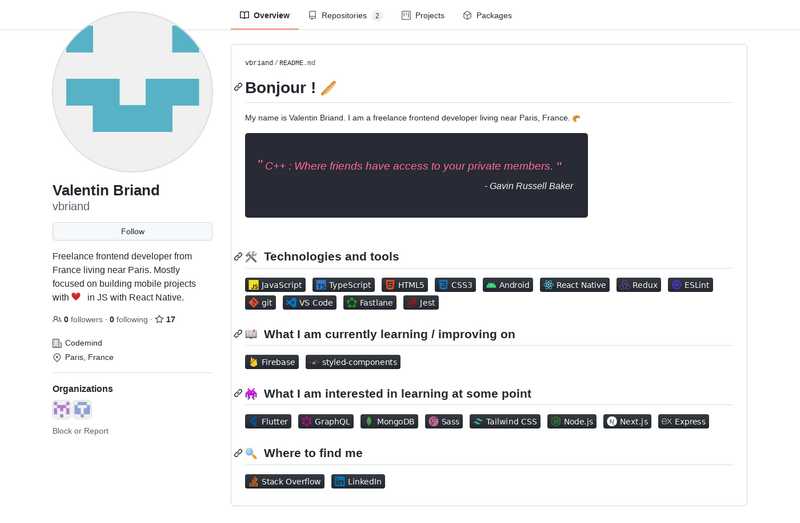 Overview Repositories 2 Projects Packages
Valentin Briand
vbriand
Follow
Freelance frontend developer from
France living near Paris. Mostly
focused on building mobile projects
with ❤️ in JS with React Native.
0 followers · 0 following · 17
Codemind
Paris, France
Organizations
Block or Report
vbriand/README.md
Bonjour ! 🥖
My name is Valentin Briand. I am a freelance frontend developer living near Paris, France. 🥐
" C++ : Where friends have access to your private members. "
- Gavin Russell Baker
🛠️ Technologies and tools
JavaScript TypeScript HTML5 CSS3 Android React Native Redux ESLint
git VS Code Fastlane Jest
📖 What I am currently learning / improving on
Firebase styled-components
👾 What I am interested in learning at some point
Flutter GraphQL MongoDB Sass Tailwind CSS Node.js Next.js Express
🔍 Where to find me
Stack Overflow LinkedIn